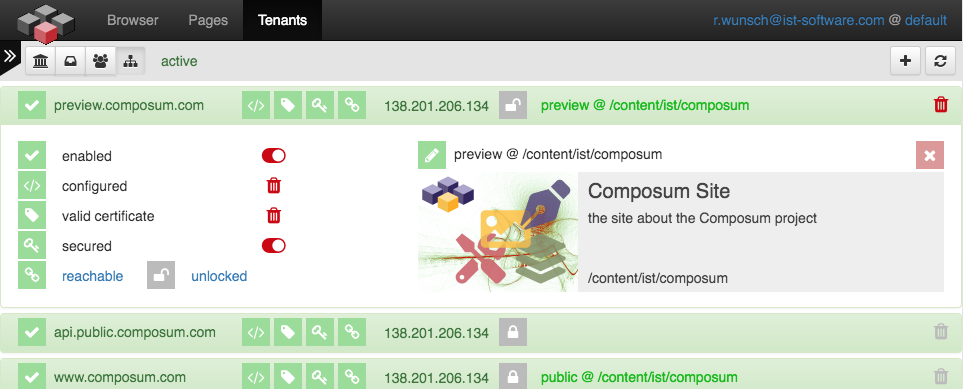 Browser Pages Tenants r.wunsch@ist-software.com @ default
active
preview.composum.com 138.201.206.134 preview @ /content/ist/composum
enabled preview @ /content/ist/composum
configured Composum Site
valid certificate the site about the Composum project
secured
reachable unlocked /content/ist/composum
api.public.composum.com 138.201.206.134
www.composum.com 138.201.206.134 public @ /content/ist/composum